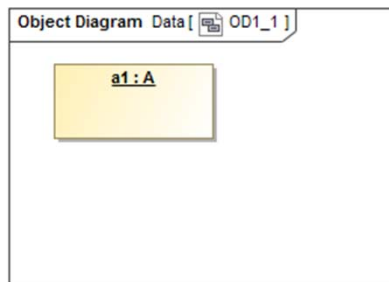 Object Diagram Data [ OD1_1 ]
a1 : A